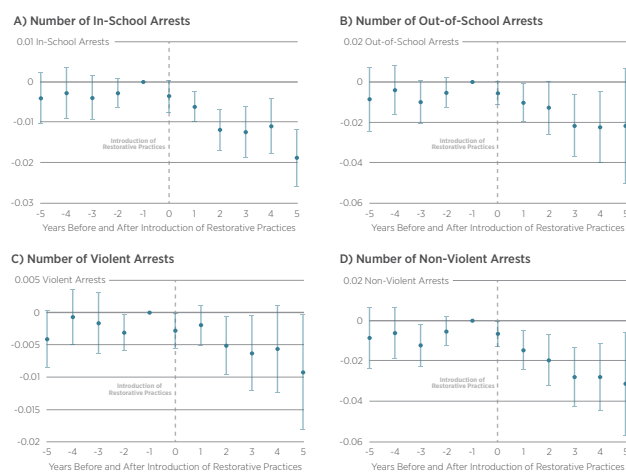 A) Number of In-School Arrests
0.01 In-School Arrests
0
-0.01
-0.02
-0.03
Introduction of
Restorative Practices
-5 -4 -3 -2 -1 0 1 2 3 4 5
Years Before and After Introduction of Restorative Practices
B) Number of Out-of-School Arrests
0.02 Out-of-School Arrests
0
-0.02
-0.04
-0.06
Introduction of
Restorative Practices
-5 -4 -3 -2 -1 0 1 2 3 4 5
Years Before and After Introduction of Restorative Practices
C) Number of Violent Arrests
0.005 Violent Arrests
0
-0.005
-0.01
-0.015
-0.02
Introduction of
Restorative Practices
-5 -4 -3 -2 -1 0 1 2 3 4 5
Years Before and After Introduction of Restorative Practices
D) Number of Non-Violent Arrests
0.02 Non-Violent Arrests
0
-0.02
-0.04
-0.06
Introduction of
Restorative Practices
-5 -4 -3 -2 -1 0 1 2 3 4 5
Years Before and After Introduction of Restorative Practices